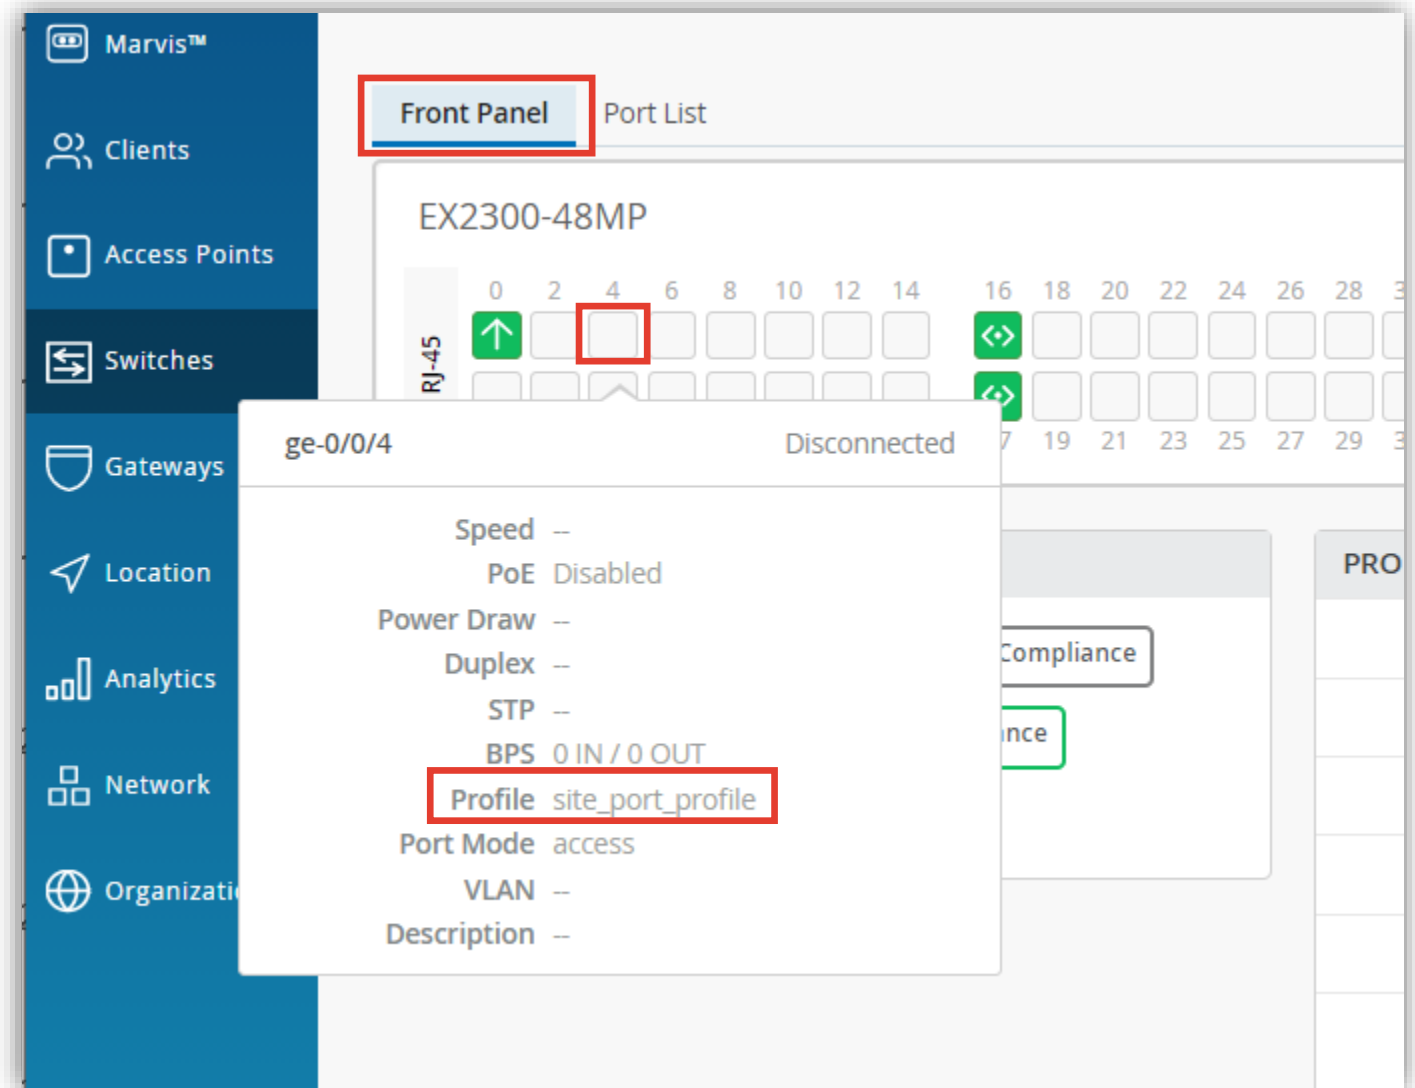 Marvis™
Clients
Access Points
Switches
Gateways
Location
Analytics
Network
Front Panel Port List
EX2300-48MP
RJ-45
0 2 4 6 8 10 12 14 16 18 20 22 24 26 28
19 21 23 25 27 29
ge-0/0/4 Disconnected
Speed --
PoE Disabled
Power Draw --
Duplex --
STP --
BPS 0 IN / 0 OUT
Profile site_port_profile
Port Mode access
VLAN --
Description --
PRO
Compliance